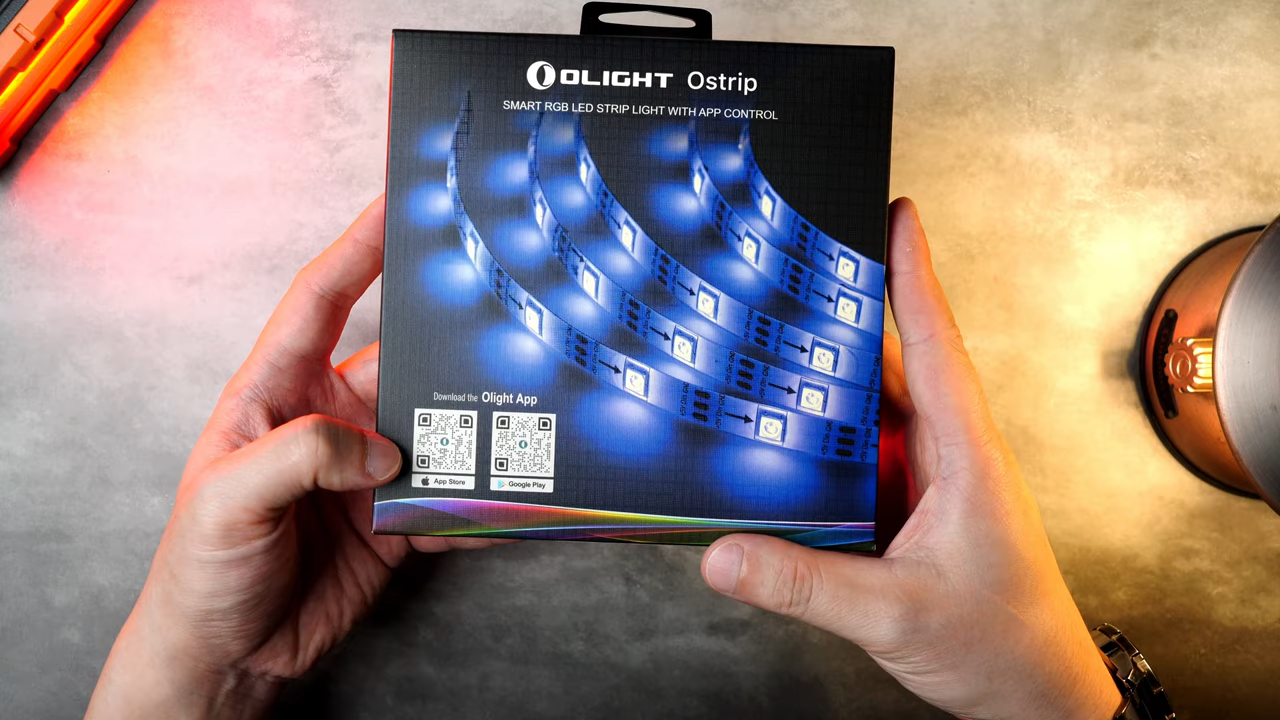 OLIGHT Ostrip
SMART RGB LED STRIP LIGHT WITH APP CONTROL
Download the Olight App
App Store
Google Play